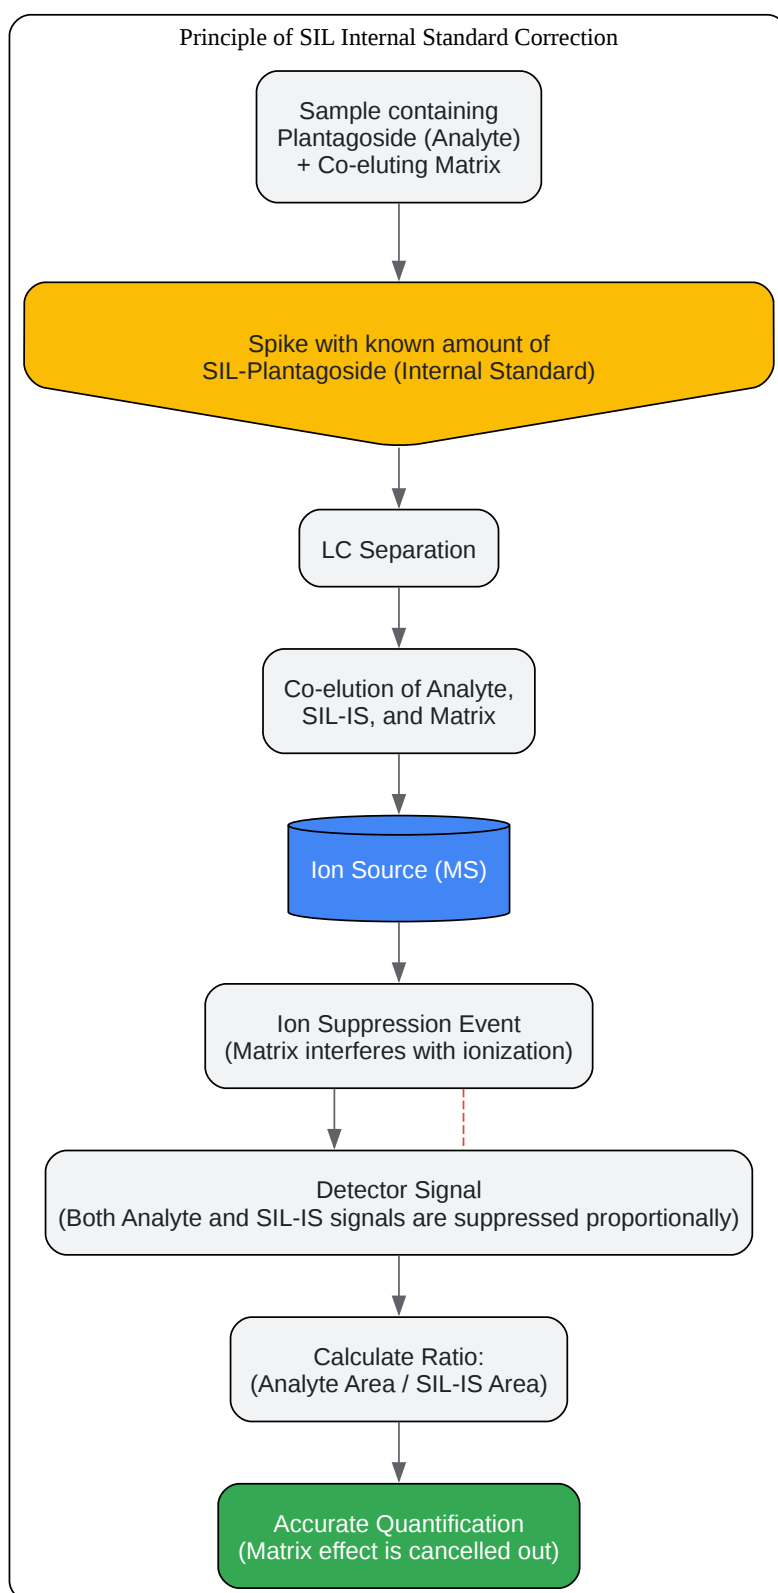 Principle of SIL Internal Standard Correction
Sample containing
Plantagoside (Analyte)
+ Co-eluting Matrix
Spike with known amount of
SIL-Plantagoside (Internal Standard)
LC Separation
Co-elution of Analyte,
SIL-IS, and Matrix
Ion Source (MS)
Ion Suppression Event
(Matrix interferes with ionization)
Detector Signal
(Both Analyte and SIL-IS signals are suppressed proportionally)
Calculate Ratio:
(Analyte Area / SIL-IS Area)
Accurate Quantification
(Matrix effect is cancelled out)